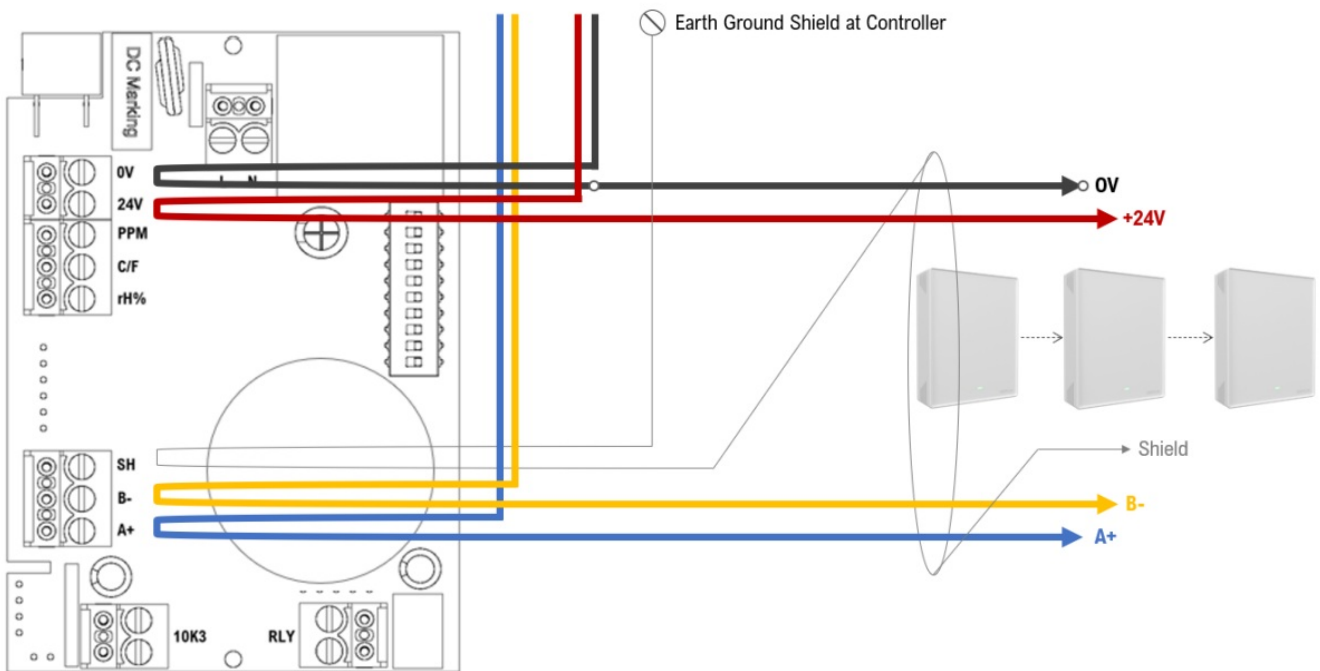 Earth Ground Shield at Controller
DC Marking
0V
0V
24V
+24V
PPM
C/F
rH%
Shield
SH
B-
B-
A+
A+
10K3
RLY